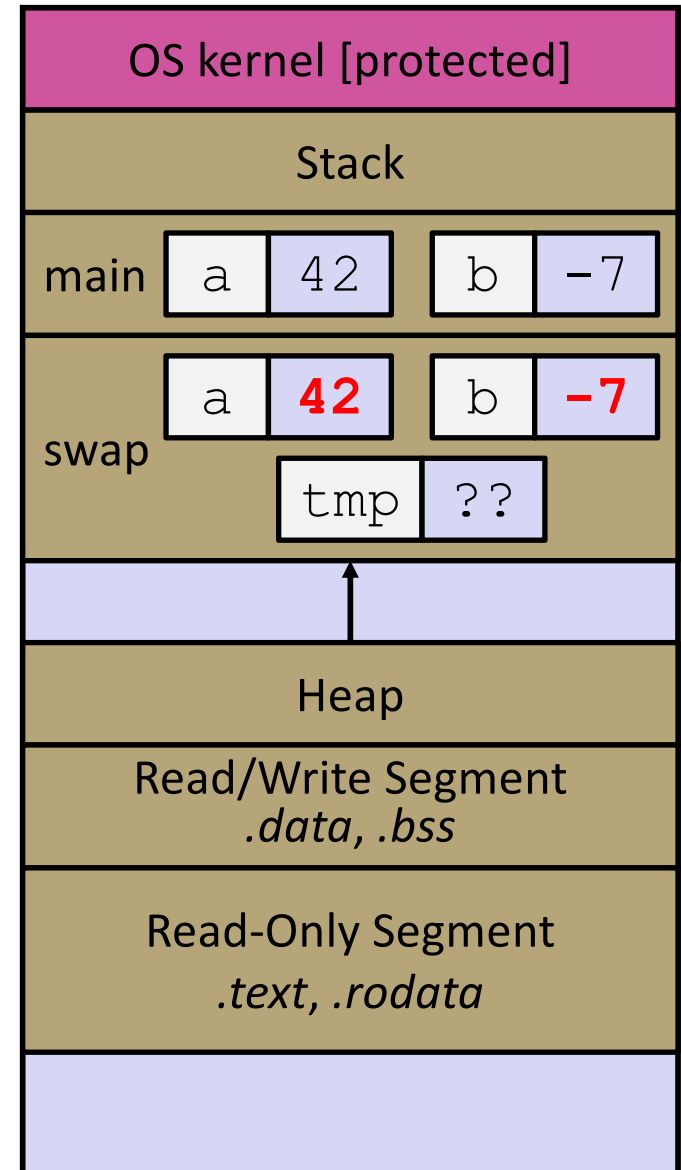 OS kernel [protected]
Stack
main a 42 b -7
a 42 b -7
swap
tmp ??
Heap
Read/Write Segment
.data, .bss
Read-Only Segment
.text, .rodata